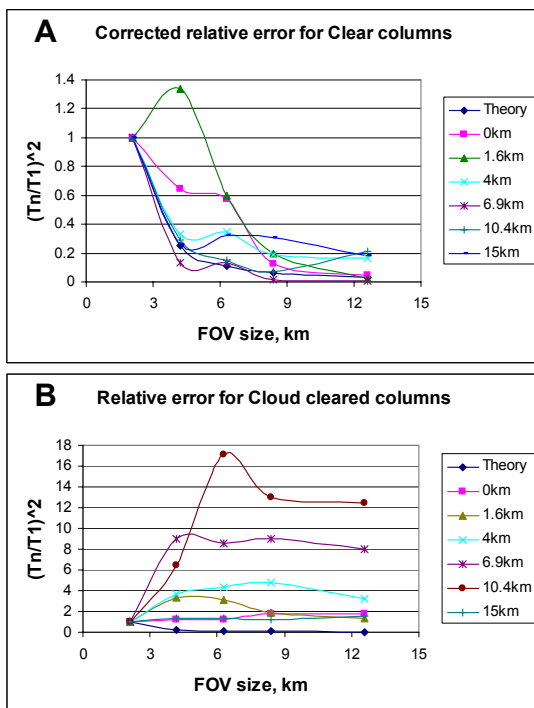 A
Corrected relative error for Clear columns
(Tn/T1)^2
1.4
1.2
1
0.8
0.6
0.4
0.2
0
0 3 6 9 12 15
FOV size, km
Theory
0km
1.6km
4km
6.9km
10.4km
15km
B
Relative error for Cloud cleared columns
(Tn/T1)^2
18
16
14
12
10
8
6
4
2
0
0 3 6 9 12 15
FOV size, km
Theory
0km
1.6km
4km
6.9km
10.4km
15km